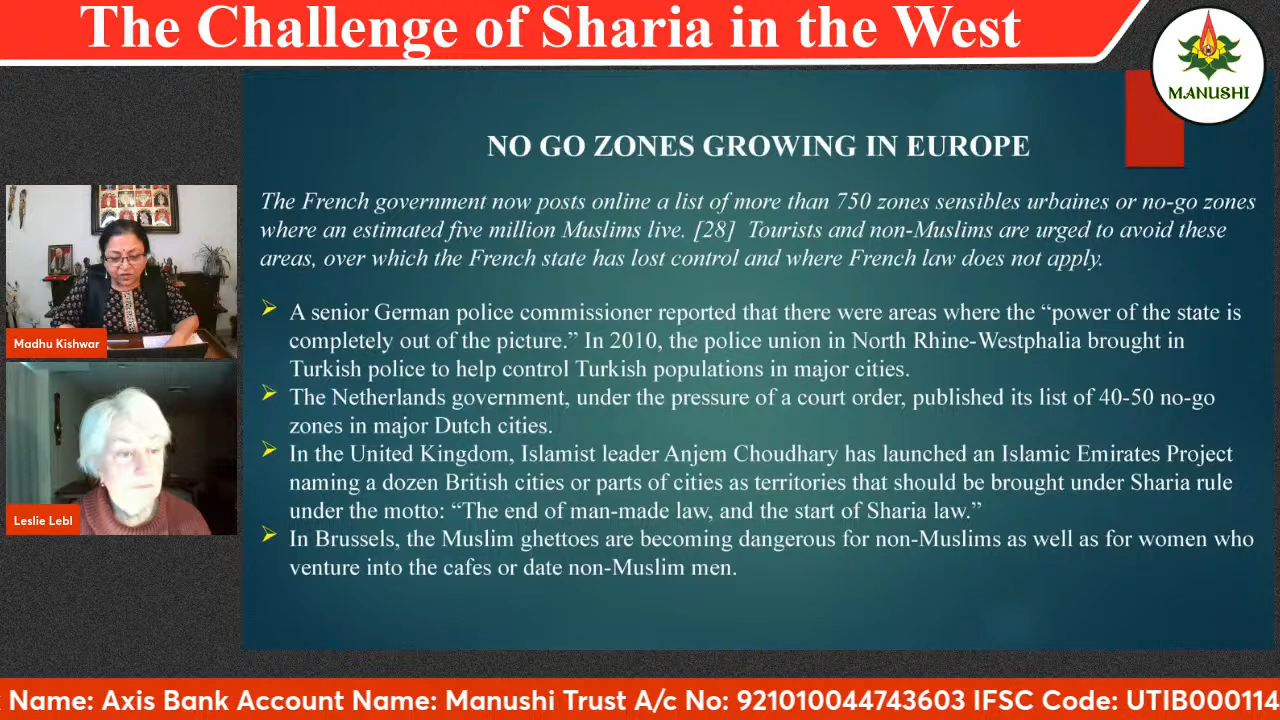 The Challenge of Sharia in the West
MANUSHI
NO GO ZONES GROWING IN EUROPE
The French government now posts online a list of more than 750 zones sensibles urbaines or no-go zones
where an estimated five million Muslims live. [28] Tourists and non-Muslims are urged to avoid these
areas, over which the French state has lost control and where French law does not apply.
A senior German police commissioner reported that there were areas where the “power of the state is
completely out of the picture.” In 2010, the police union in North Rhine-Westphalia brought in
Turkish police to help control Turkish populations in major cities.
The Netherlands government, under the pressure of a court order, published its list of 40-50 no-go
zones in major Dutch cities.
In the United Kingdom, Islamist leader Anjem Choudhary has launched an Islamic Emirates Project
naming a dozen British cities or parts of cities as territories that should be brought under Sharia rule
under the motto: “The end of man-made law, and the start of Sharia law.”
In Brussels, the Muslim ghettoes are becoming dangerous for non-Muslims as well as for women who
venture into the cafes or date non-Muslim men.
Madhu Kishwar
Leslie Lebl
Name: Axis Bank Account Name: Manushi Trust A/c No: 921010044743603 IFSC Code: UTIB000114